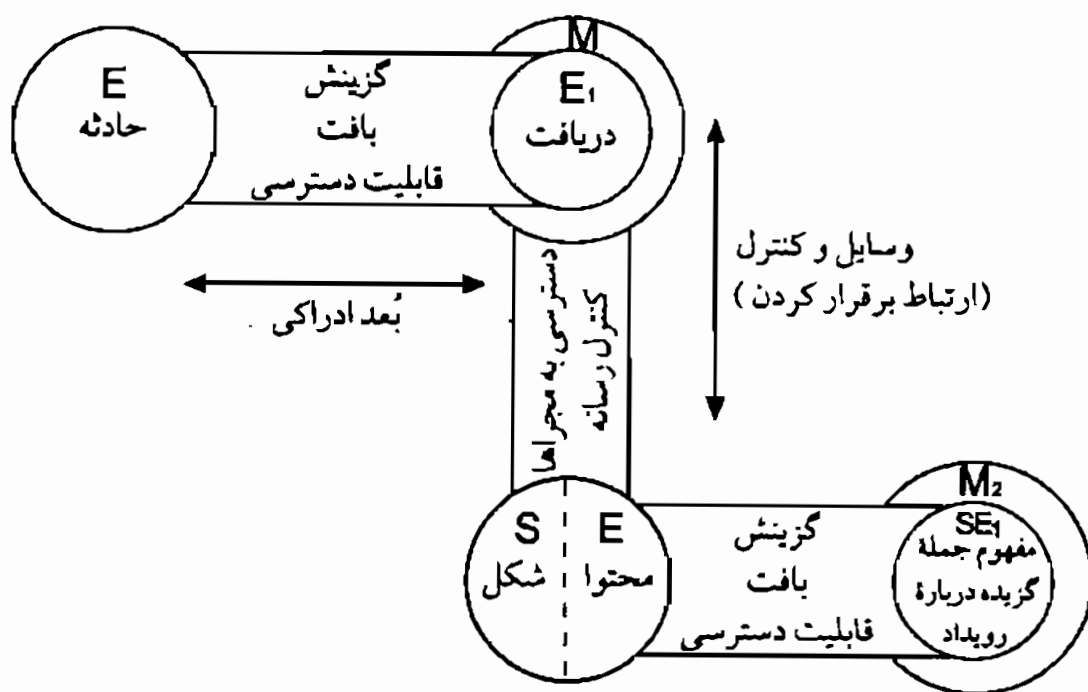 E
حادثه
گزینش
بافت
قابلیت دسترسی
M
E₁
دریافت
بُعد ادراکی
وسایل و کنترل
(ارتباط برقرار کردن)
دسترسی به مجراها
کنترل رسانه
S
شکل
E
محتوا
گزینش
بافت
قابلیت دسترسی
M₂
SE₁
مفهوم جملهٔ
گزیده دربارهٔ
رویداد